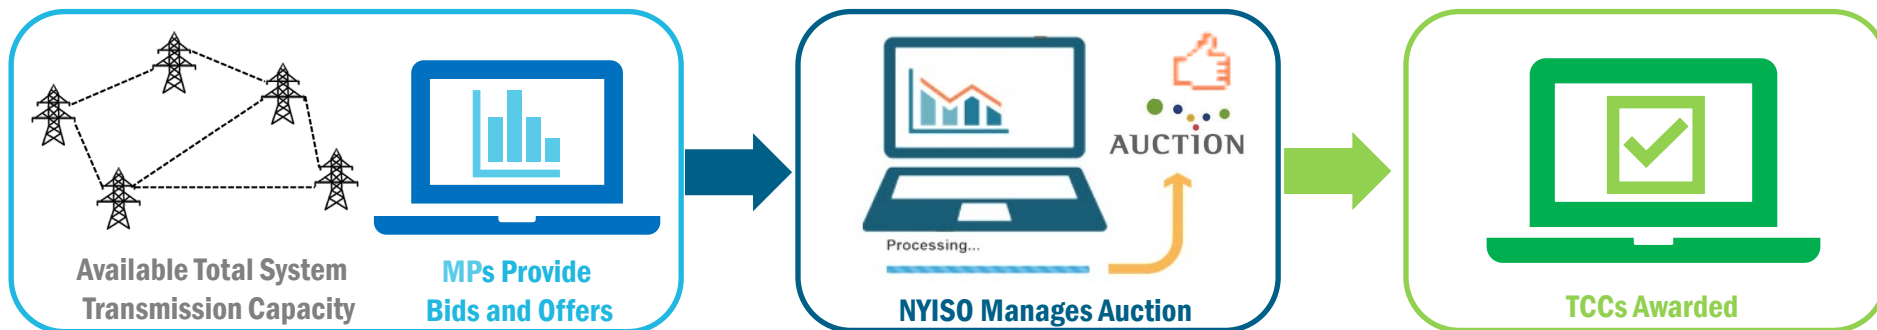 Available Total System
Transmission Capacity
MPs Provide
Bids and Offers
AUCTION
Processing...
NYISO Manages Auction
TCCs Awarded